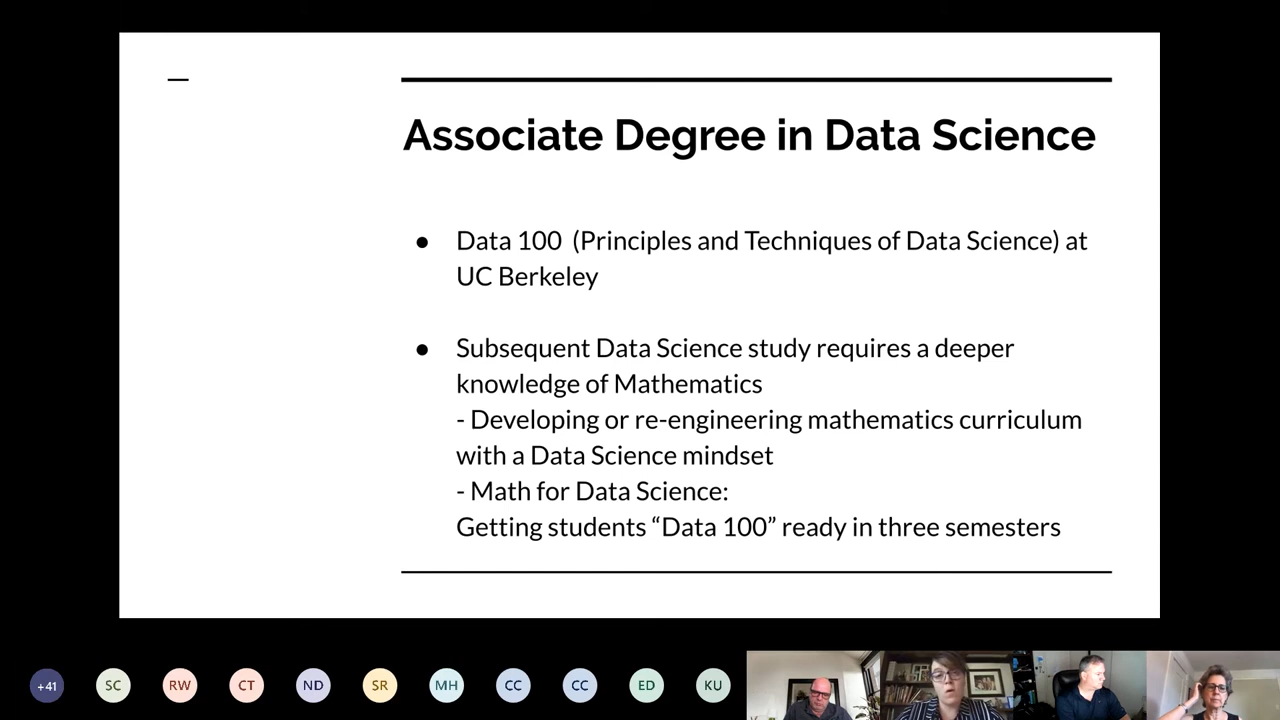 Associate Degree in Data Science
● Data 100 (Principles and Techniques of Data Science) at
UC Berkeley
● Subsequent Data Science study requires a deeper
knowledge of Mathematics
- Developing or re-engineering mathematics curriculum
with a Data Science mindset
- Math for Data Science:
Getting students “Data 100” ready in three semesters
+41 SC RW CT ND SR MH CC CC ED KU